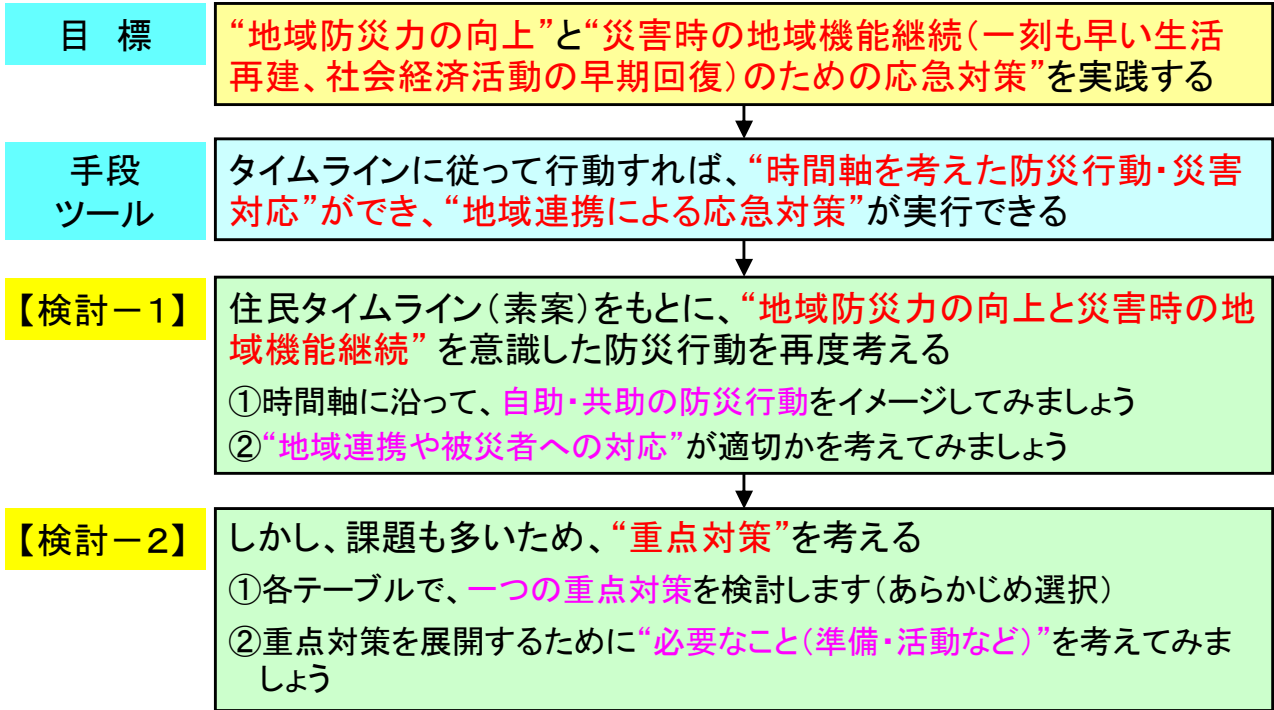 目 標
“地域防災力の向上”と“災害時の地域機能継続(一刻も早い生活
再建、社会経済活動の早期回復)のための応急対策”を実践する
手段
ツール
タイムラインに従って行動すれば、“時間軸を考えた防災行動・災害
対応”ができ、“地域連携による応急対策”が実行できる
【検討-1】
住民タイムライン(素案)をもとに、“地域防災力の向上と災害時の地
域機能継続” を意識した防災行動を再度考える
①時間軸に沿って、自助・共助の防災行動をイメージしてみましょう
②“地域連携や被災者への対応”が適切かを考えてみましょう
【検討-2】
しかし、課題も多いため、“重点対策”を考える
①各テーブルで、一つの重点対策を検討します(あらかじめ選択)
②重点対策を展開するために“必要なこと(準備・活動など)”を考えてみま
しょう